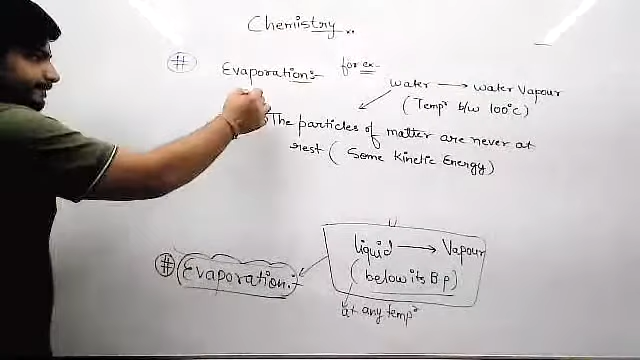 Chemistry..
# Evaporation:- for ex-
water → water Vapour
(Temp^r b/w 100°C)
The particles of matter are never at
rest (Some Kinetic Energy)
# Evaporation:-
liquid → Vapour
(below its B p)
at any temp^r